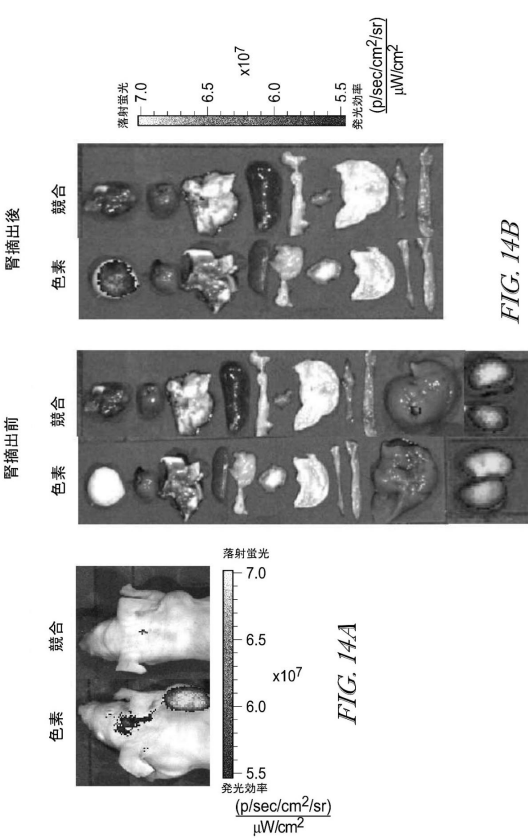 色素
競合
落射蛍光
5.5
6.0
6.5
7.0
x10⁷
発光効率
(p/sec/cm²/sr)
µW/cm²
FIG. 14A
腎摘出前
色素
競合
腎摘出後
色素
競合
落射蛍光
7.0
6.5
x10⁷
6.0
5.5
発光効率
(p/sec/cm²/sr)
µW/cm²
FIG. 14B